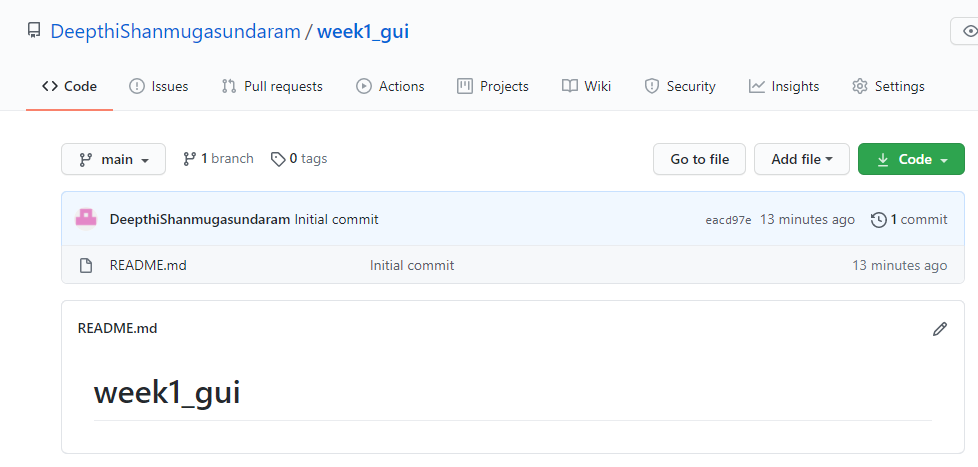 DeepthiShanmugasundaram / week1_gui
Code Issues Pull requests Actions Projects Wiki Security Insights Settings
main 1 branch 0 tags Go to file Add file Code
DeepthiShanmugasundaram Initial commit eacd97e 13 minutes ago 1 commit
README.md Initial commit 13 minutes ago
README.md
week1_gui